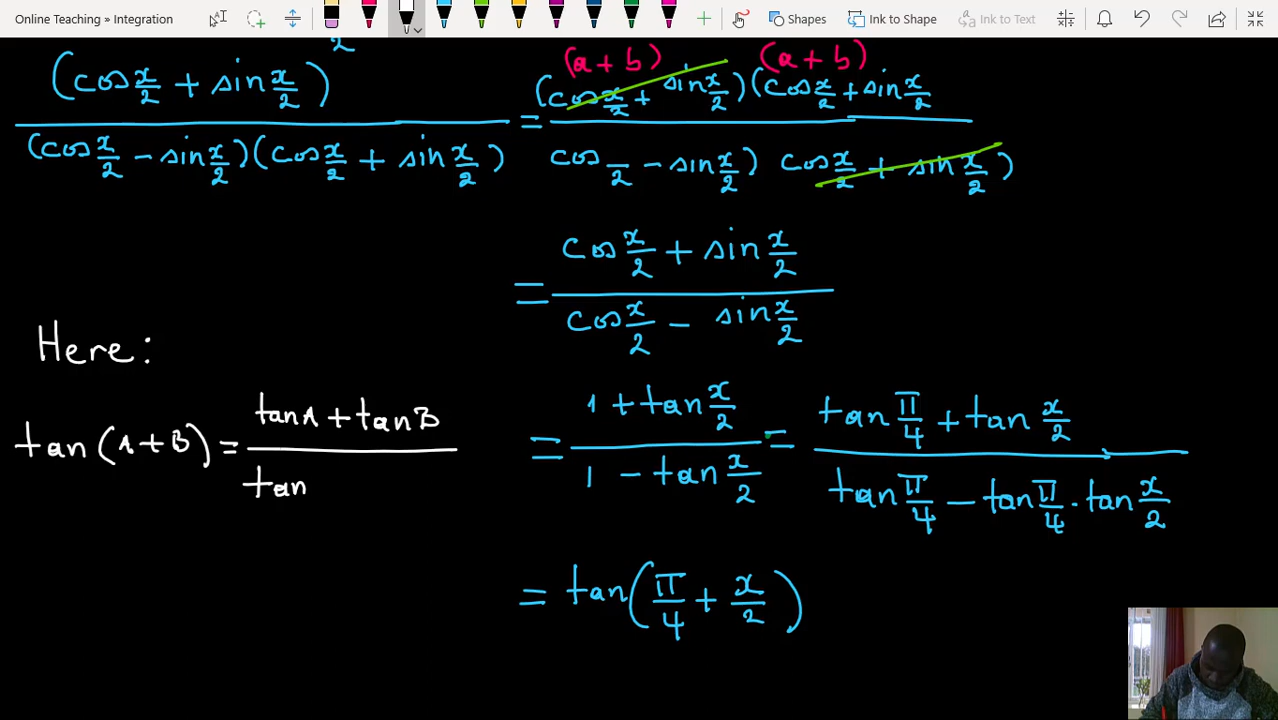 Online Teaching » Integration
Shapes
Ink to Shape
Ink to Text
2
(a + b) (a + b)
(cos x/2 + sin x/2) / (cos x/2 - sin x/2)(cos x/2 + sin x/2) = (cos x/2 + sin x/2)(cos x/2 + sin x/2 / cos /2 - sin x/2) cos x/2 + sin x/2)
= cos x/2 + sin x/2 / cos x/2 - sin x/2
Here:
tan(A+B) = tanA + tanB / tan
= 1 + tan x/2 / 1 - tan x/2 = tan π/4 + tan x/2 / tan π/4 - tan π/4 . tan x/2
= tan(π/4 + x/2)